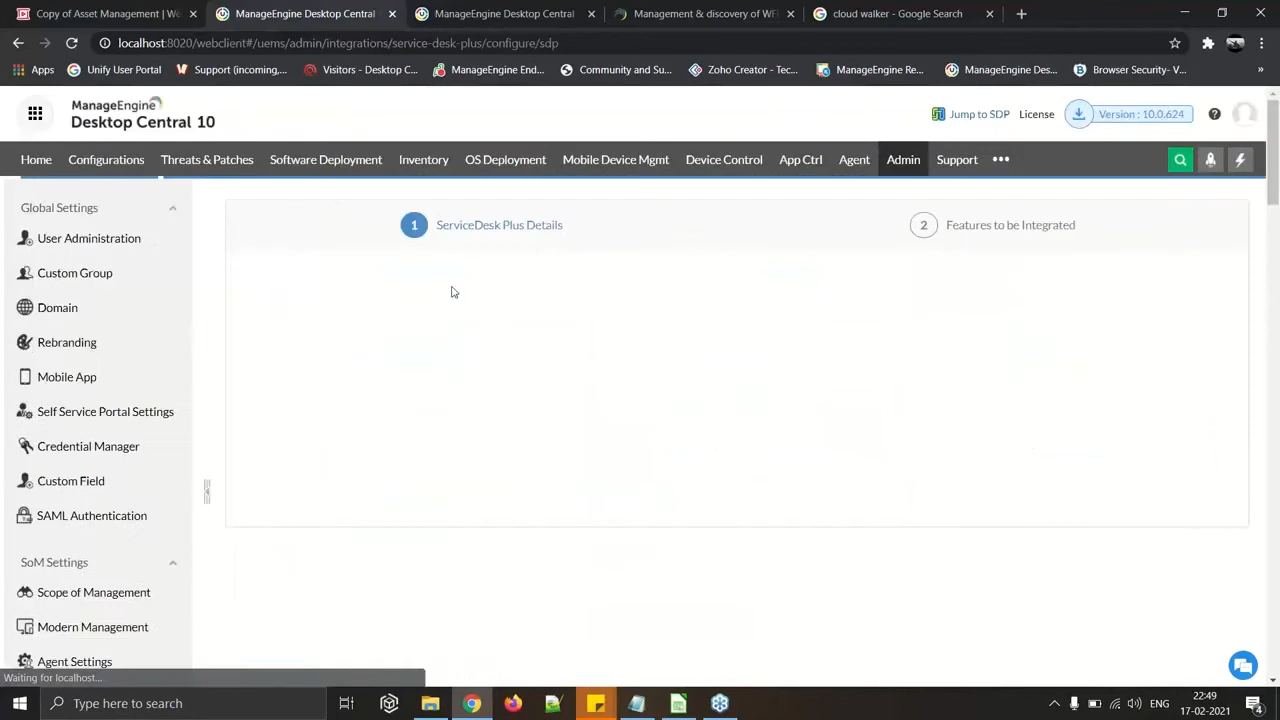 Copy of Asset Management | We
ManageEngine Desktop Central
ManageEngine Desktop Central
Management & discovery of WF
cloud walker - Google Search
localhost:8020/webclient#/uems/admin/integrations/service-desk-plus/configure/sdp
Apps
Unify User Portal
Support (incoming,...
Visitors - Desktop C...
ManageEngine En...
Community and Su...
Zoho Creator - Tec...
ManageEngine Re...
ManageEngine Des...
Browser Security- V...
»
ManageEngine
Desktop Central 10
Jump to SDP
License
Version : 10.0.624
Home
Configurations
Threats & Patches
Software Deployment
Inventory
OS Deployment
Mobile Device Mgmt
Device Control
App Ctrl
Agent
Admin
Support
•••
Global Settings
1 ServiceDesk Plus Details
2 Features to be Integrated
User Administration
Custom Group
Domain
Rebranding
Mobile App
Self Service Portal Settings
Credential Manager
Custom Field
SAML Authentication
SoM Settings
Scope of Management
Modern Management
Agent Settings
Waiting for localhost...
Type here to search
ENG
22:49
17-02-2021
4